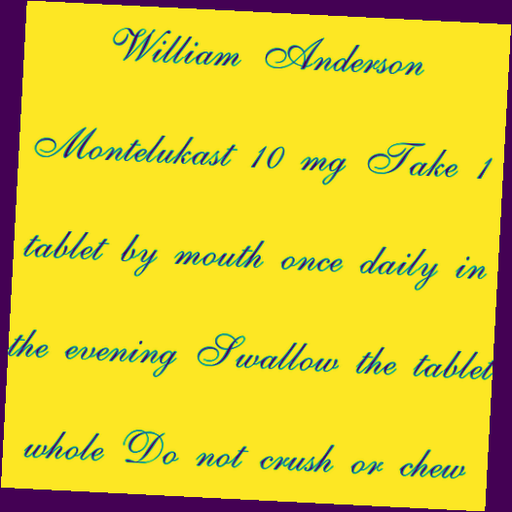 William Anderson
Montelukast 10 mg Take 1
tablet by mouth once daily in
the evening Swallow the tablet
whole Do not crush or chew